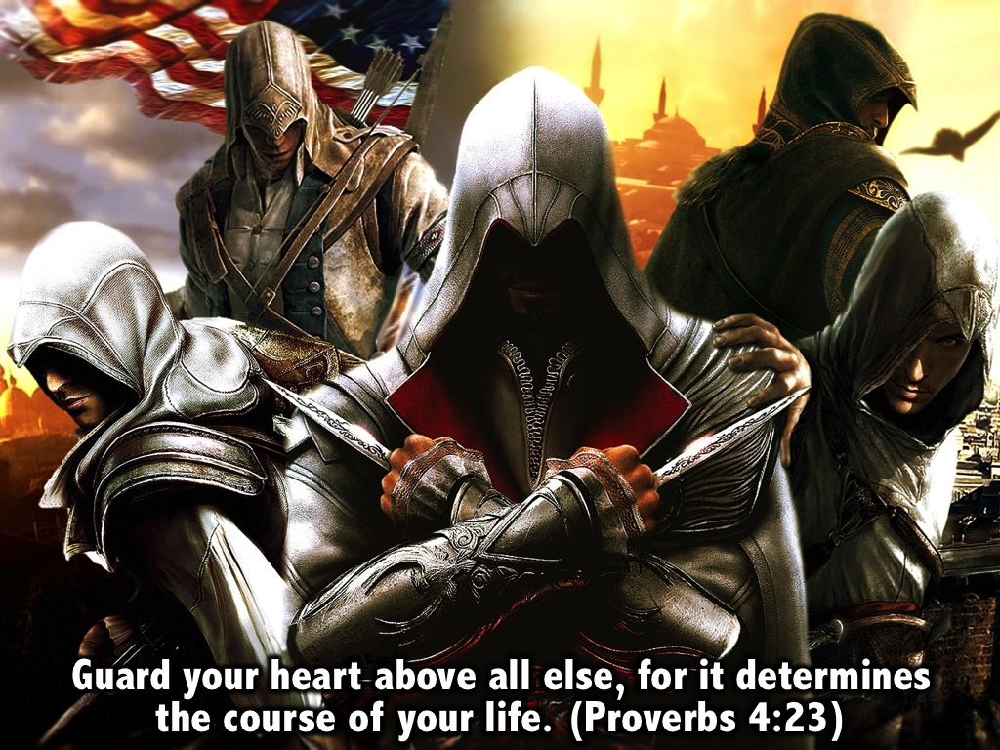 Guard your heart above all else, for it determines
the course of your life. (Proverbs 4:23)